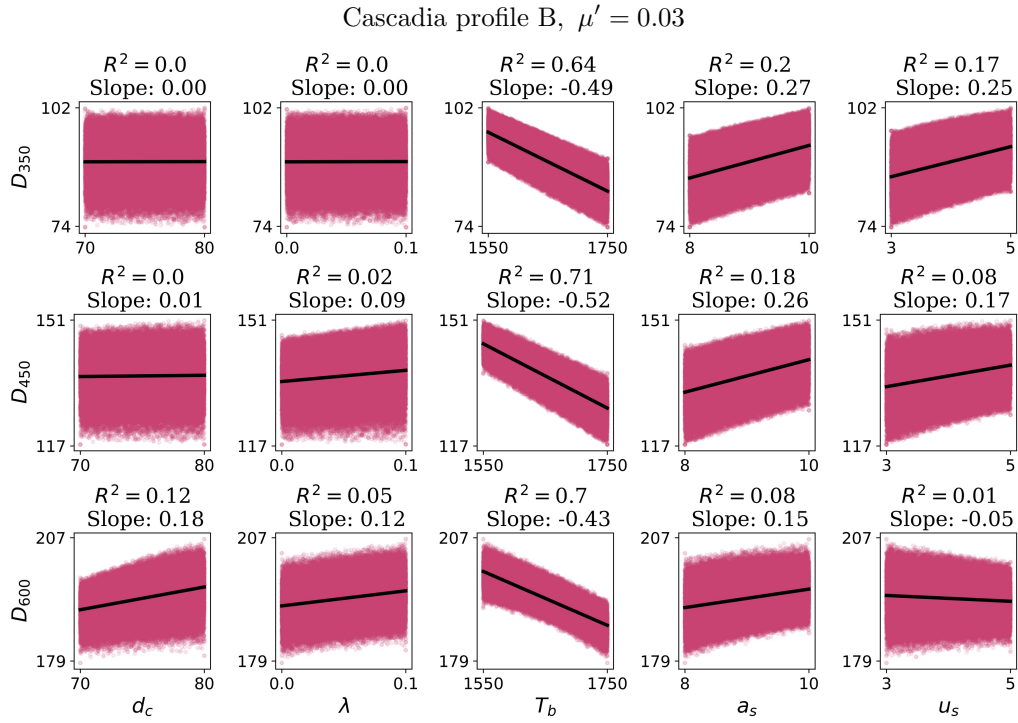 Cascadia profile B, μ′ = 0.03
R² = 0.0 R² = 0.0 R² = 0.64 R² = 0.2 R² = 0.17
Slope: 0.00 Slope: 0.00 Slope: -0.49 Slope: 0.27 Slope: 0.25
102 102 102 102 102
D₃₅₀
74 74 74 74 74
70 80 0.0 0.1 1550 1750 8 10 3 5
R² = 0.0 R² = 0.02 R² = 0.71 R² = 0.18 R² = 0.08
Slope: 0.01 Slope: 0.09 Slope: -0.52 Slope: 0.26 Slope: 0.17
151 151 151 151 151
D₄₅₀
117 117 117 117 117
70 80 0.0 0.1 1550 1750 8 10 3 5
R² = 0.12 R² = 0.05 R² = 0.7 R² = 0.08 R² = 0.01
Slope: 0.18 Slope: 0.12 Slope: -0.43 Slope: 0.15 Slope: -0.05
207 207 207 207 207
D₆₀₀
179 179 179 179 179
70 80 0.0 0.1 1550 1750 8 10 3 5
d_c λ T_b a_s u_s